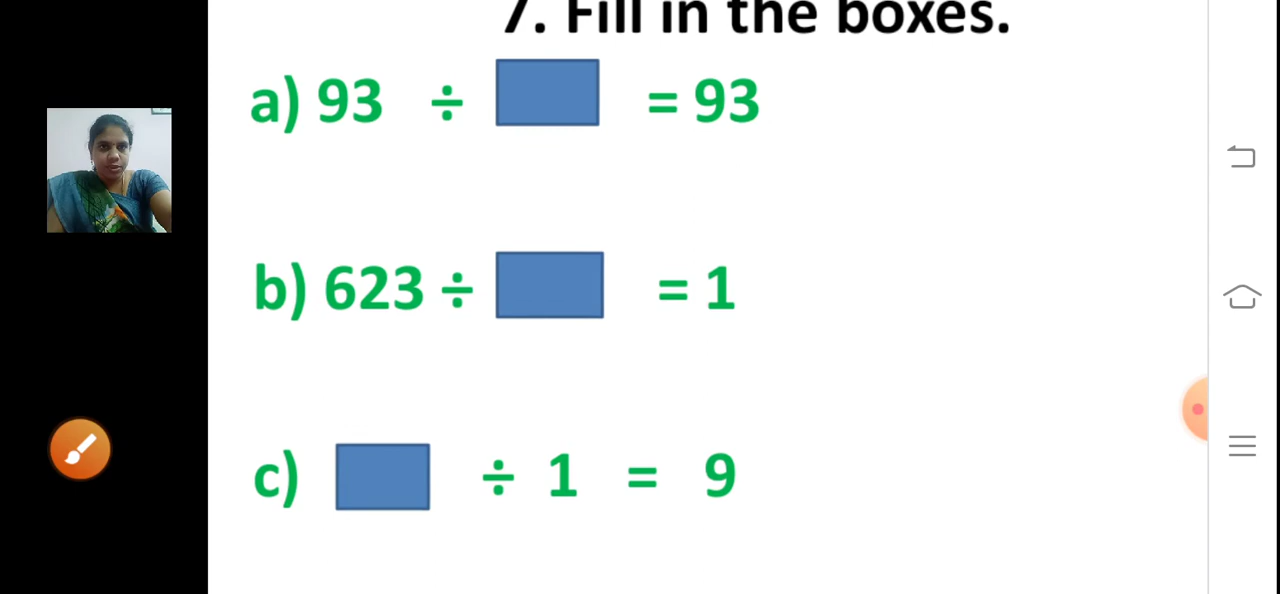 7. Fill in the boxes.
a) 93 ÷ = 93
b) 623 ÷ = 1
c) ÷ 1 = 9